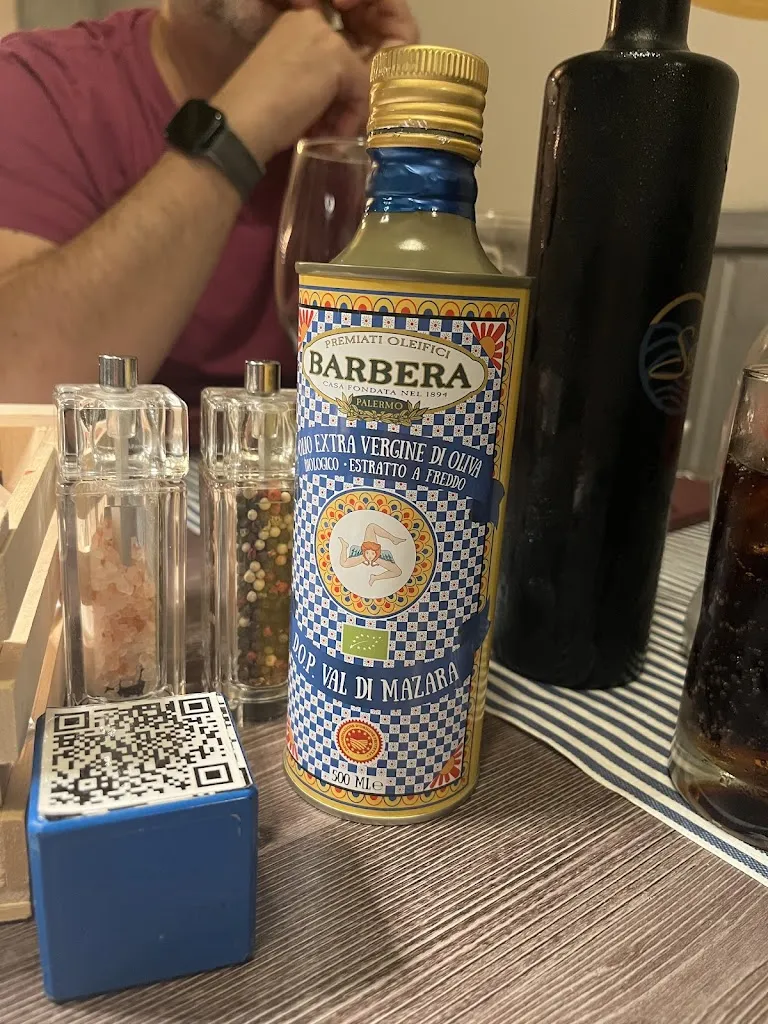 PREMIATI OLEIFICI
BARBERA
CASA FONDATA NEL 1894
PALERMO
OLIO EXTRA VERGINE DI OLIVA
BIOLOGICO • ESTRATTO A FREDDO
D.O.P. VAL DI MAZARA
500 ML e